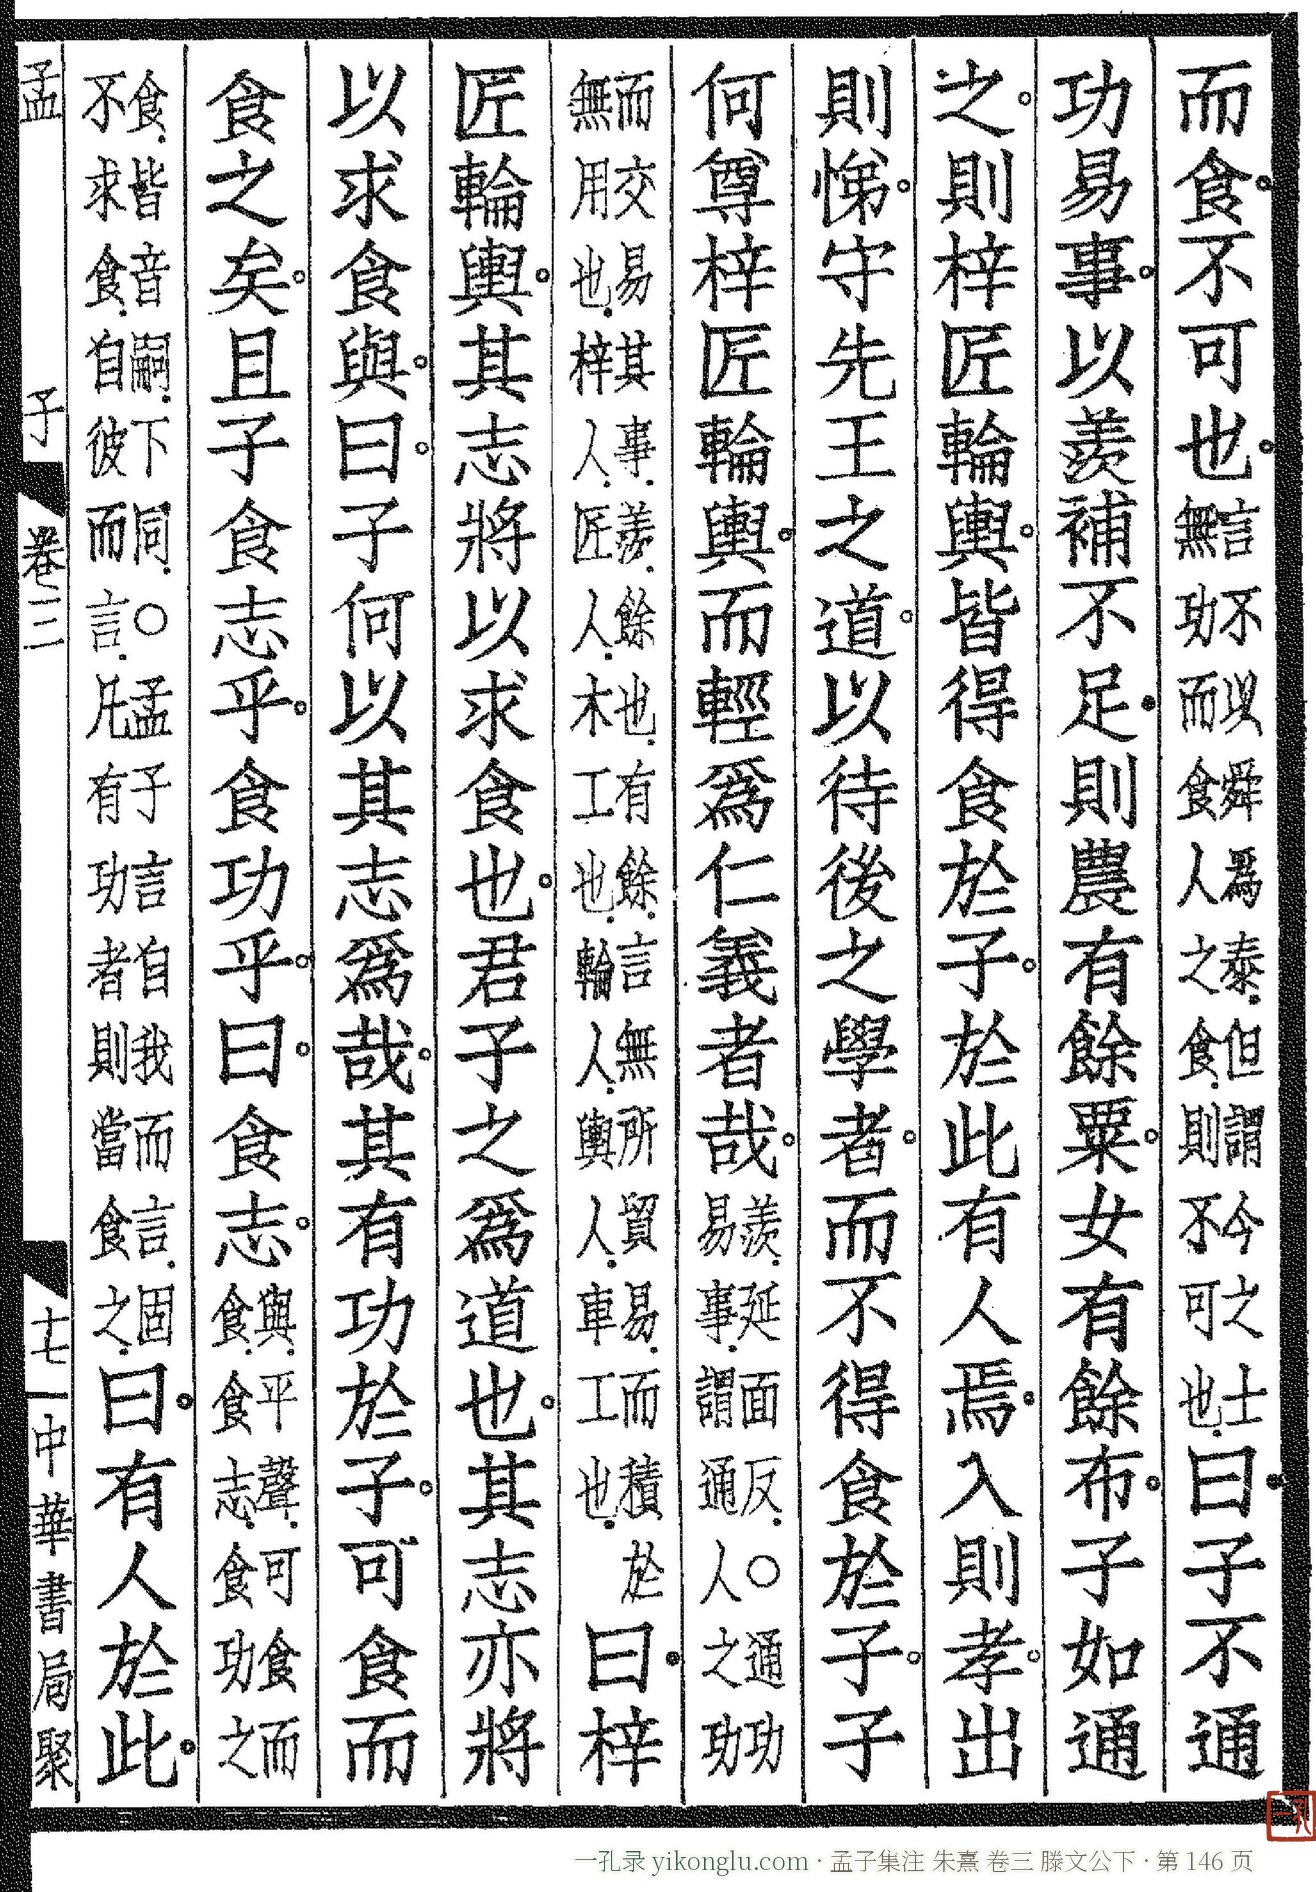 而食。不可也。言不以舜爲泰.但謂今之士無功而食人之食.則不可也.曰。子不通
功易事。以羨補不足。則農有餘粟。女有餘布。子如通
之。則梓匠輪輿。皆得食於子。於此有人焉。入則孝。出
則悌。守先王之道。以待後之學者。而不得食於子。子
何尊梓匠輪輿。而輕爲仁義者哉。羨.延面反.○通功易事.謂通人之功
而交易其事.羨.餘也.有餘.言無所貿易.而積於無用也.梓人.匠人.木工也.輪人.輿人.車工也.曰。梓
匠輪輿。其志將以求食也。君子之爲道也。其志亦將
以求食與。曰。子何以其志爲哉。其有功於子。可食而
食之矣。且子食志乎。食功乎。曰。食志。與.平聲.可食而食.食志.食功之
食.皆音嗣.下同.○孟子言自我而言.固不求食.自彼而言.凡有功者則當食之.曰。有人於此。
孟子 卷三 十七 中華書局聚
一孔录 yikonglu.com · 孟子集注 朱熹 卷三 滕文公下 · 第 146 页